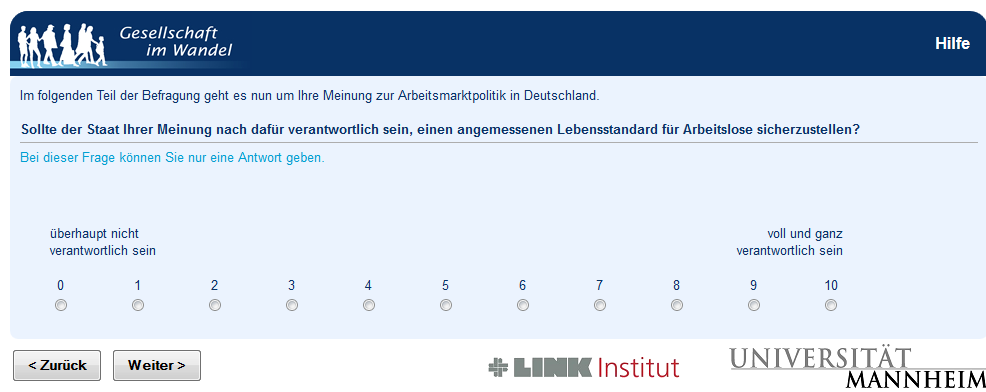 Gesellschaft
im Wandel
Hilfe
Im folgenden Teil der Befragung geht es nun um Ihre Meinung zur Arbeitsmarktpolitik in Deutschland.
Sollte der Staat Ihrer Meinung nach dafür verantwortlich sein, einen angemessenen Lebensstandard für Arbeitslose sicherzustellen?
Bei dieser Frage können Sie nur eine Antwort geben.
überhaupt nicht
verantwortlich sein
voll und ganz
verantwortlich sein
0 1 2 3 4 5 6 7 8 9 10
< Zurück Weiter >
LINK Institut
UNIVERSITÄT
MANNHEIM